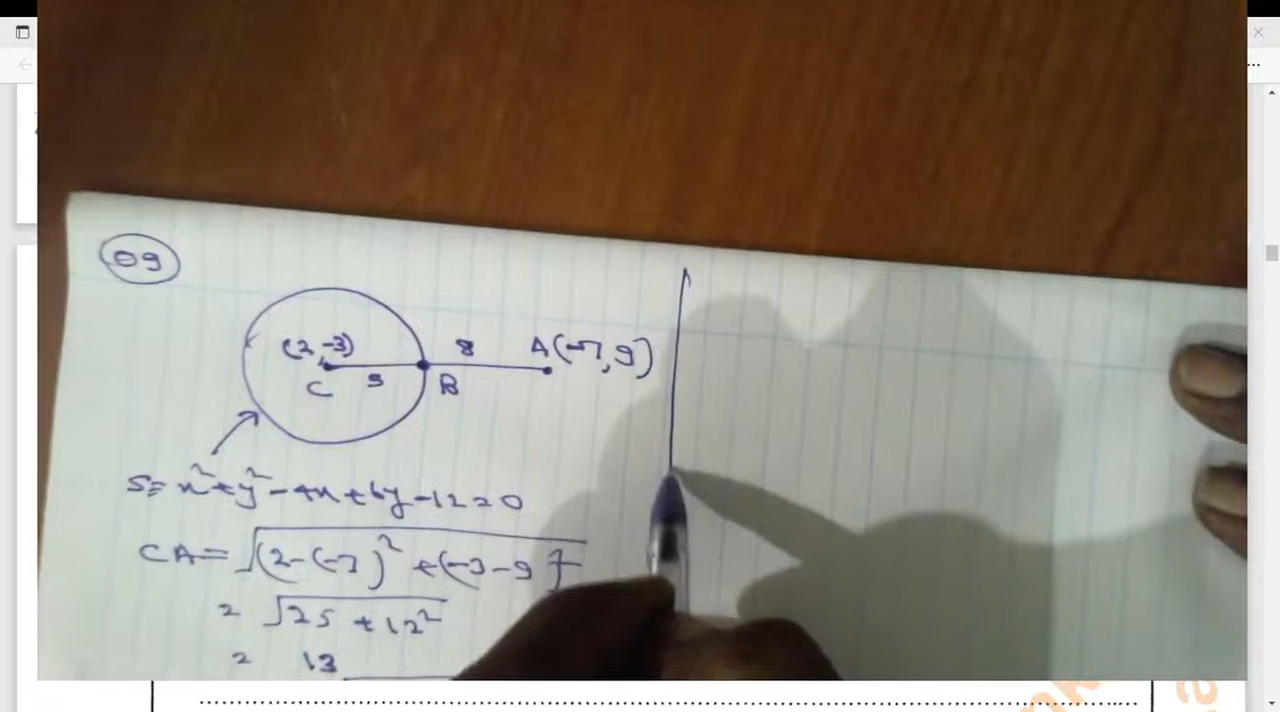 09
(2,-3)
8
A(-7,9)
C
5
B
S≡x²+y²-4x+6y-12=0
CA=√(2-(-7)²+(-3-9)²
= √25+12²
= 13